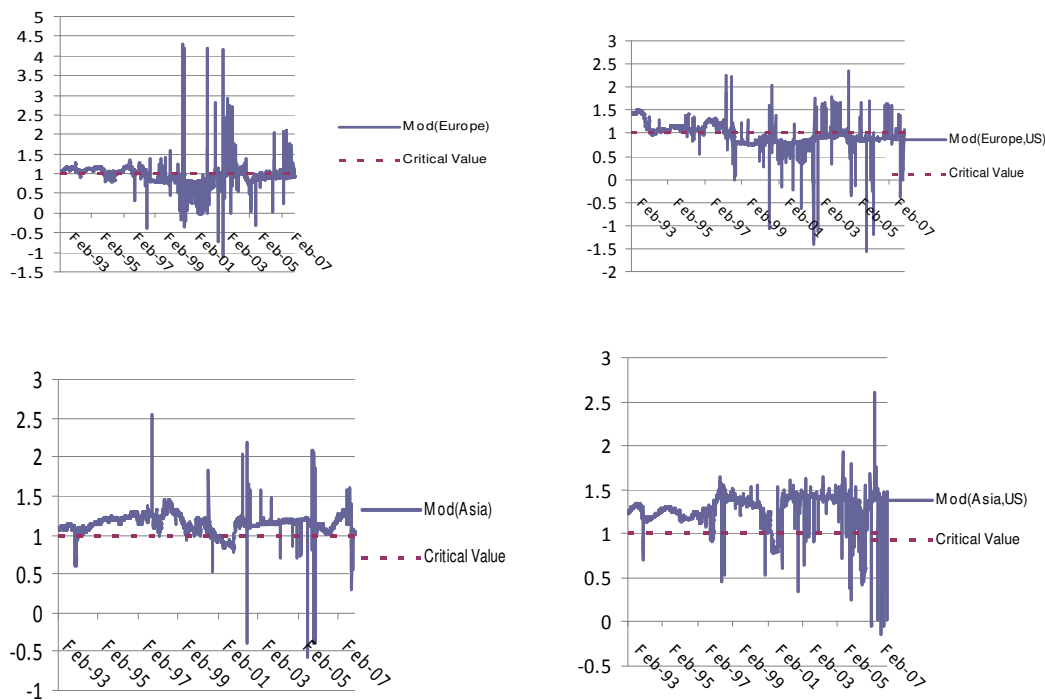 5
4.5
4
3.5
3
2.5
2
1.5
1
0.5
0
-0.5
-1
-1.5
Feb-93
Feb-95
Feb-97
Feb-99
Feb-01
Feb-03
Feb-05
Feb-07
Mod(Europe)
Critical Value
3
2.5
2
1.5
1
0.5
0
-0.5
-1
-1.5
-2
Feb-93
Feb-95
Feb-97
Feb-99
Feb-01
Feb-03
Feb-05
Feb-07
Mod(Europe,US)
Critical Value
3
2.5
2
1.5
1
0.5
0
-0.5
-1
Feb-93
Feb-95
Feb-97
Feb-99
Feb-01
Feb-03
Feb-05
Feb-07
Mod(Asia)
Critical Value
3
2.5
2
1.5
1
0.5
0
-0.5
Feb-93
Feb-95
Feb-97
Feb-99
Feb-01
Feb-03
Feb-05
Feb-07
Mod(Asia,US)
Critical Value